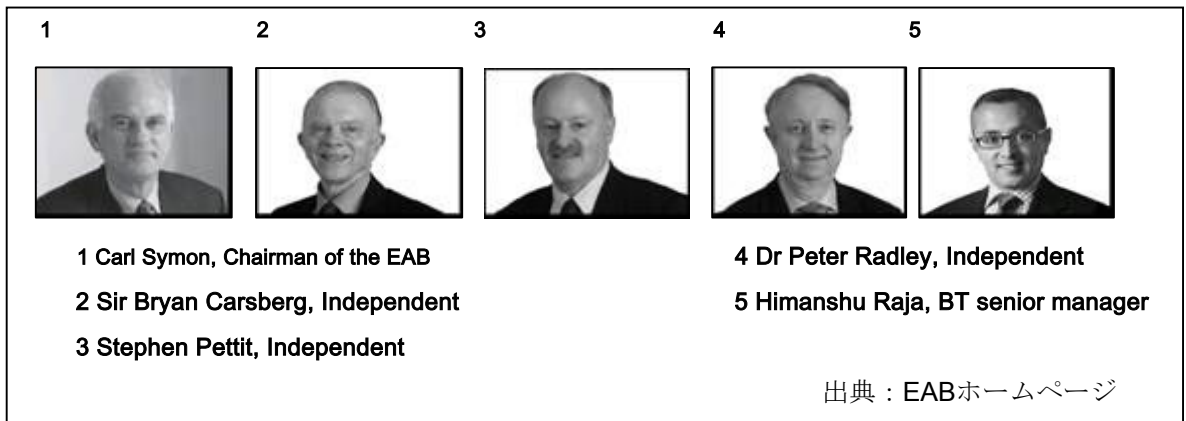 1 2 3 4 5
1 Carl Symon, Chairman of the EAB
2 Sir Bryan Carsberg, Independent
3 Stephen Pettit, Independent
4 Dr Peter Radley, Independent
5 Himanshu Raja, BT senior manager
出典：EABホームページ